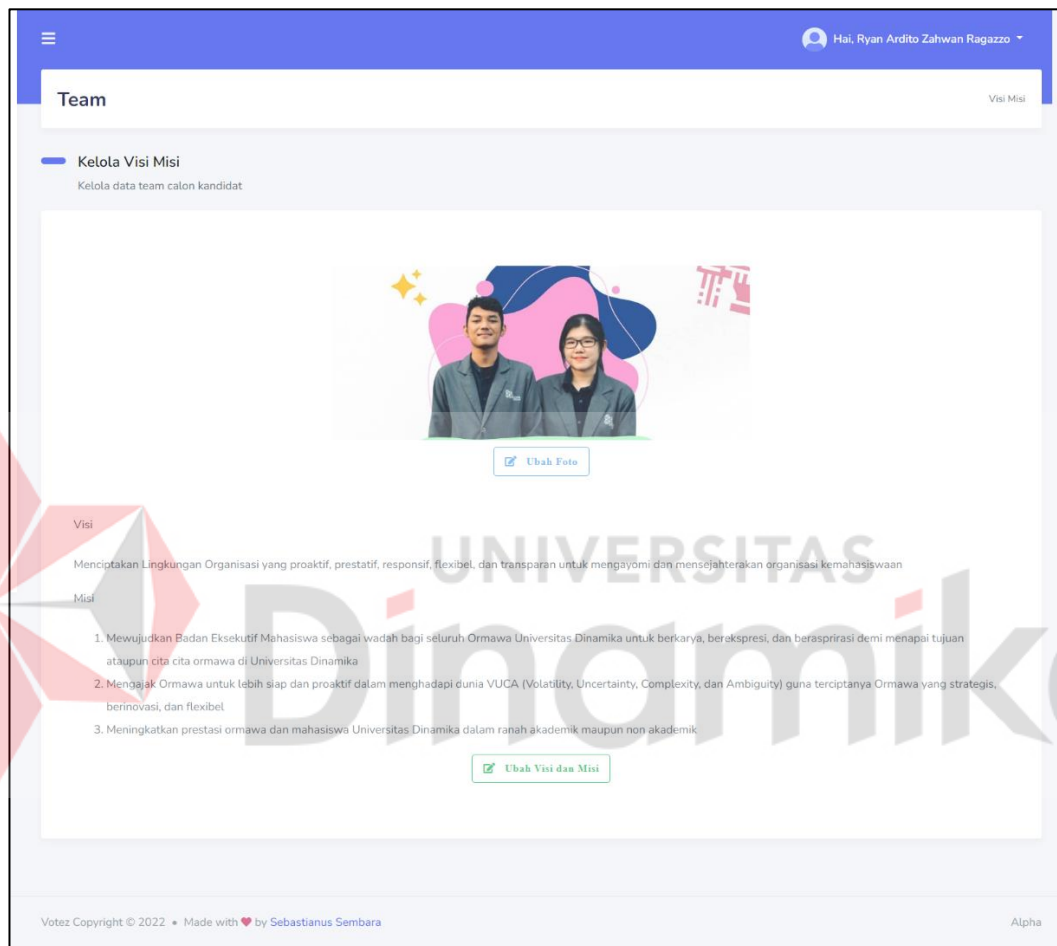 Hai, Ryan Ardito Zahwan Ragazzo
Team
Visi Misi
Kelola Visi Misi
Kelola data team calon kandidat
Ubah Foto
Visi
Menciptakan Lingkungan Organisasi yang proaktif, prestatif, responsif, flexibel, dan transparan untuk mengayomi dan mensejahterakan organisasi kemahasiswaan
Misi
1. Mewujudkan Badan Eksekutif Mahasiswa sebagai wadah bagi seluruh Ormawa Universitas Dinamika untuk berkarya, berekspresi, dan berasprirasi demi menapai tujuan
ataupun cita cita ormawa di Universitas Dinamika
2. Mengajak Ormawa untuk lebih siap dan proaktif dalam menghadapi dunia VUCA (Volatility, Uncertainty, Complexity, dan Ambiguity) guna terciptanya Ormawa yang strategis,
berinovasi, dan flexibel
3. Meningkatkan prestasi ormawa dan mahasiswa Universitas Dinamika dalam ranah akademik maupun non akademik
Ubah Visi dan Misi
UNIVERSITAS
Dinamika
Votez Copyright © 2022 • Made with ❤ by Sebastianus Sembara
Alpha